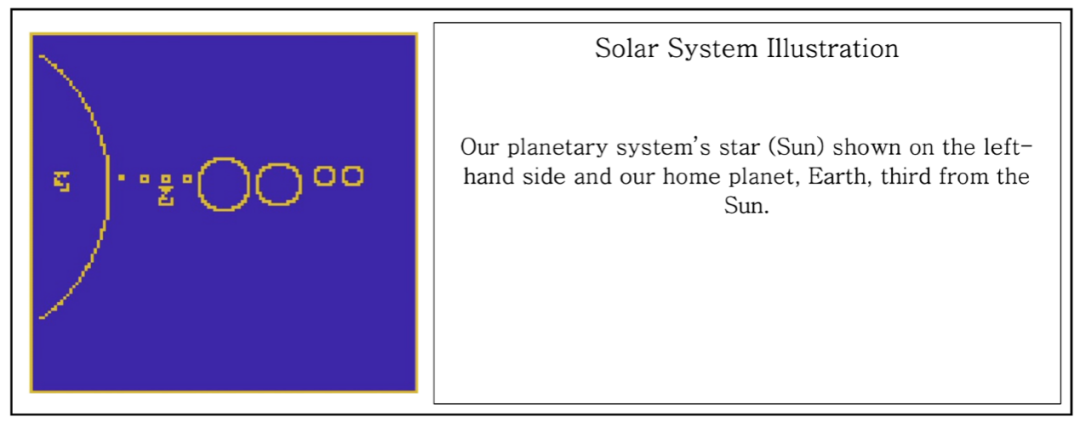 Solar System Illustration
Our planetary system's star (Sun) shown on the left-
hand side and our home planet, Earth, third from the
Sun.